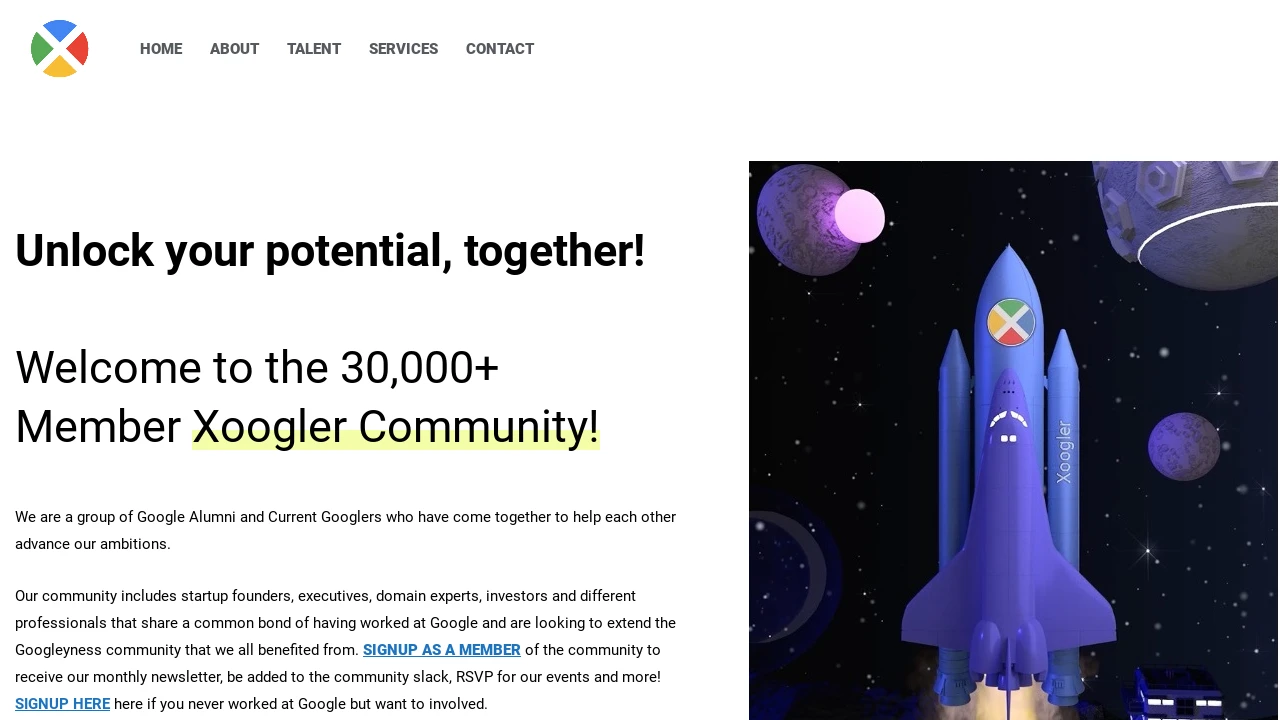 HOME ABOUT TALENT SERVICES CONTACT
Unlock your potential, together!
Welcome to the 30,000+
Member Xoogler Community!
We are a group of Google Alumni and Current Googlers who have come together to help each other
advance our ambitions.
Our community includes startup founders, executives, domain experts, investors and different
professionals that share a common bond of having worked at Google and are looking to extend the
Googleyness community that we all benefited from. SIGNUP AS A MEMBER of the community to
receive our monthly newsletter, be added to the community slack, RSVP for our events and more!
SIGNUP HERE here if you never worked at Google but want to involved.
Xoogler